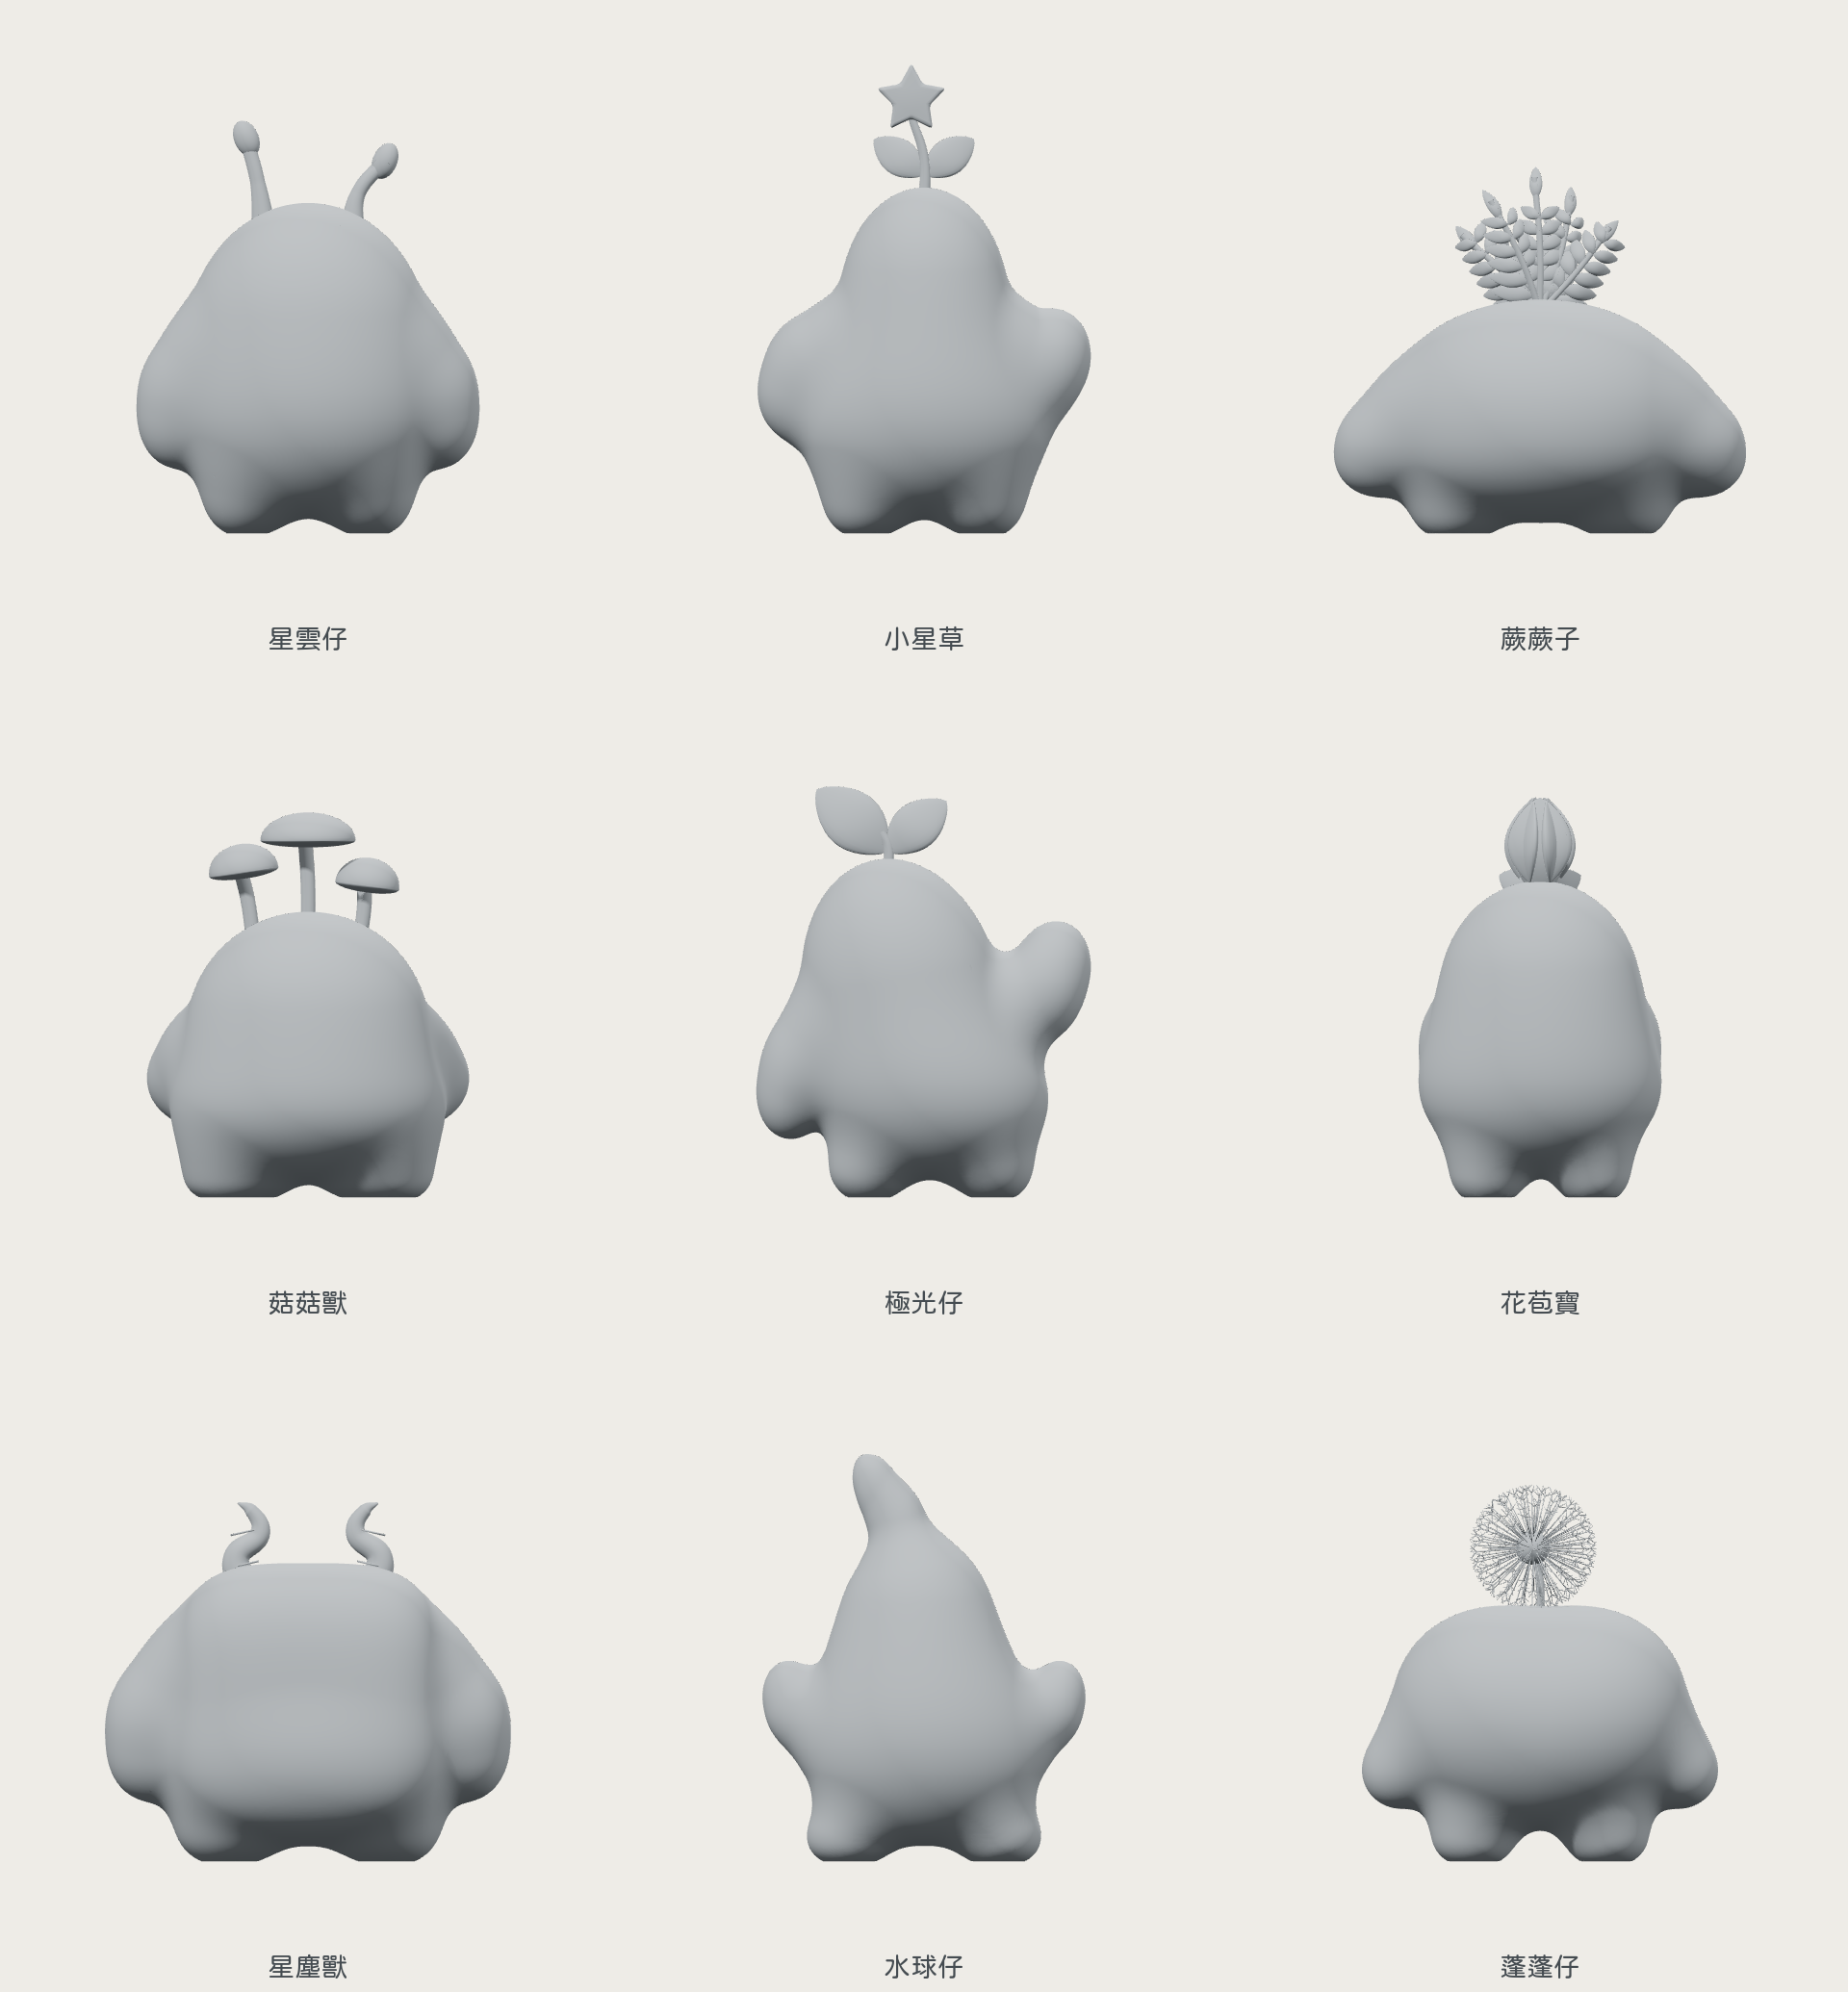 星雲仔
小星草
蕨蕨子
菇菇獸
極光仔
花苞寶
星塵獸
水球仔
蓬蓬仔